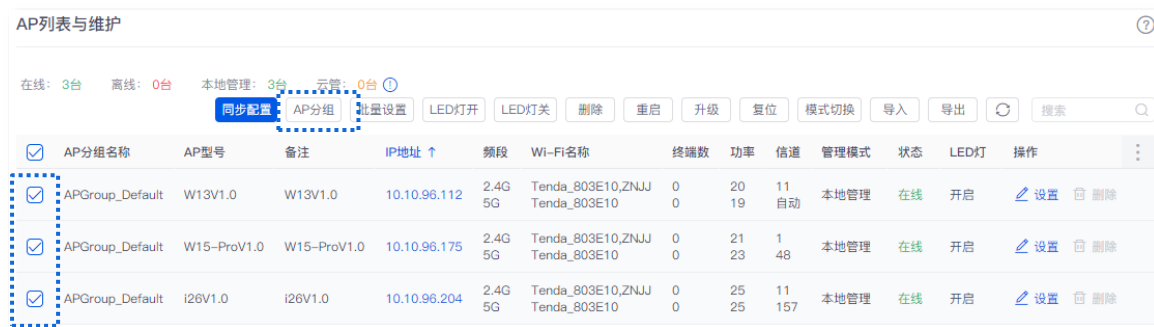 AP列表与维护
在线： 3台 离线： 0台 本地管理： 3台 云管： 0台
同步配置 AP分组 批量设置 LED灯开 LED灯关 删除 重启 升级 复位 模式切换 导入 导出 搜索
AP分组名称 AP型号 备注 IP地址 ↑ 频段 Wi-Fi名称 终端数 功率 信道 管理模式 状态 LED灯 操作
APGroup_Default W13V1.0 W13V1.0 10.10.96.112 2.4G Tenda_803E10,ZNJJ 0 20 11 本地管理 在线 开启 设置 删除
5G Tenda_803E10 0 19 自动
APGroup_Default W15-ProV1.0 W15-ProV1.0 10.10.96.175 2.4G Tenda_803E10,ZNJJ 0 21 1 本地管理 在线 开启 设置 删除
5G Tenda_803E10 0 23 48
APGroup_Default i26V1.0 i26V1.0 10.10.96.204 2.4G Tenda_803E10,ZNJJ 0 25 11 本地管理 在线 开启 设置 删除
5G Tenda_803E10 0 25 157